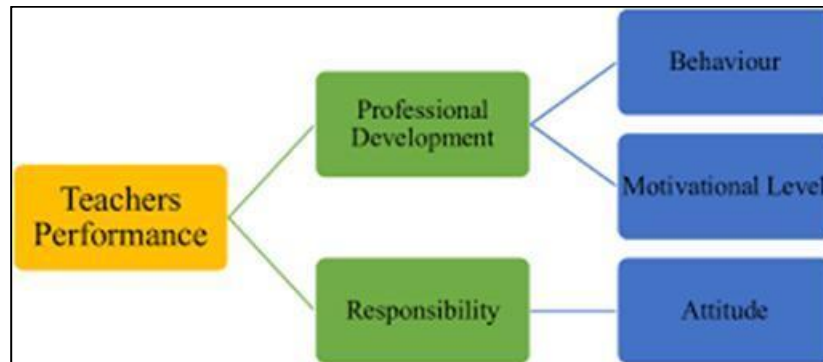 Teachers
Performance
Professional
Development
Responsibility
Behaviour
Motivational Level
Attitude